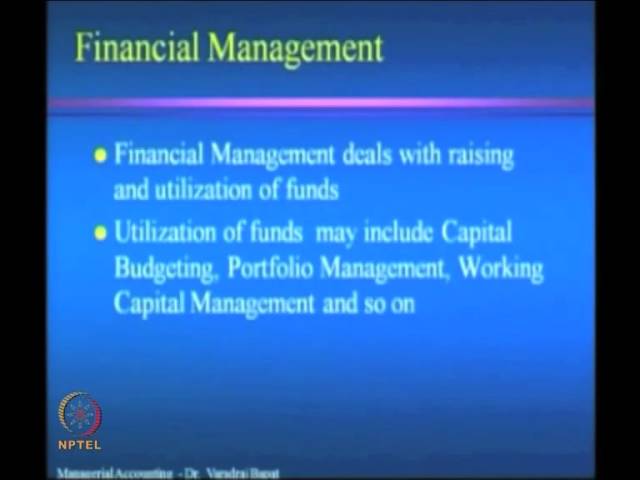 Financial Management
Financial Management deals with raising
and utilization of funds
Utilization of funds may include Capital
Budgeting, Portfolio Management, Working
Capital Management and so on
NPTEL
Managerial Accounting - Dr. Varadraj Bapat